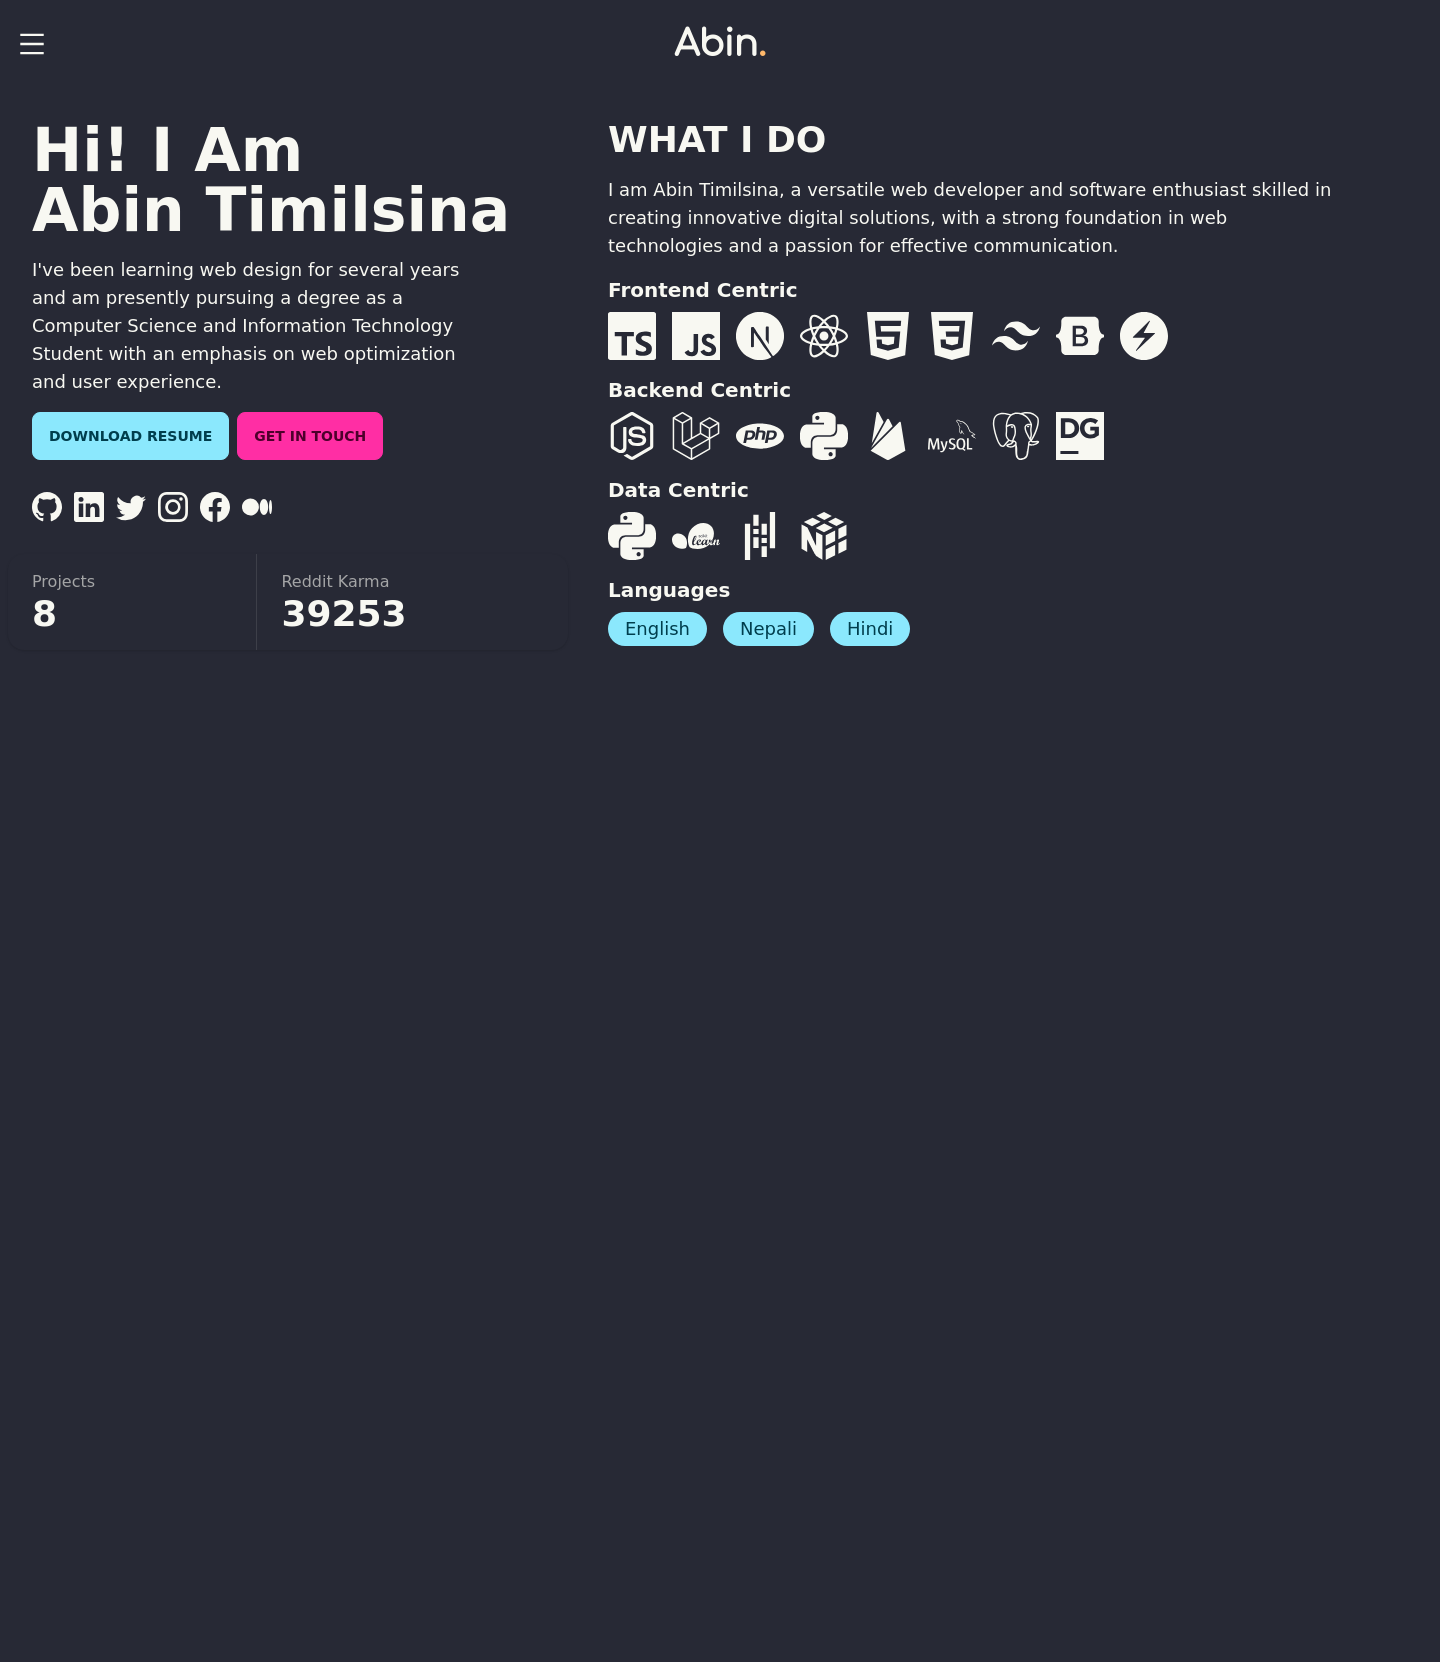 Abin.
Hi! I Am
Abin Timilsina
I've been learning web design for several years
and am presently pursuing a degree as a
Computer Science and Information Technology
Student with an emphasis on web optimization
and user experience.
DOWNLOAD RESUME
GET IN TOUCH
in
Projects
8
Reddit Karma
39253
WHAT I DO
I am Abin Timilsina, a versatile web developer and software enthusiast skilled in
creating innovative digital solutions, with a strong foundation in web
technologies and a passion for effective communication.
Frontend Centric
TS JS N 5 3 B
Backend Centric
JS php MySQL DG
Data Centric
learn N
Languages
English Nepali Hindi